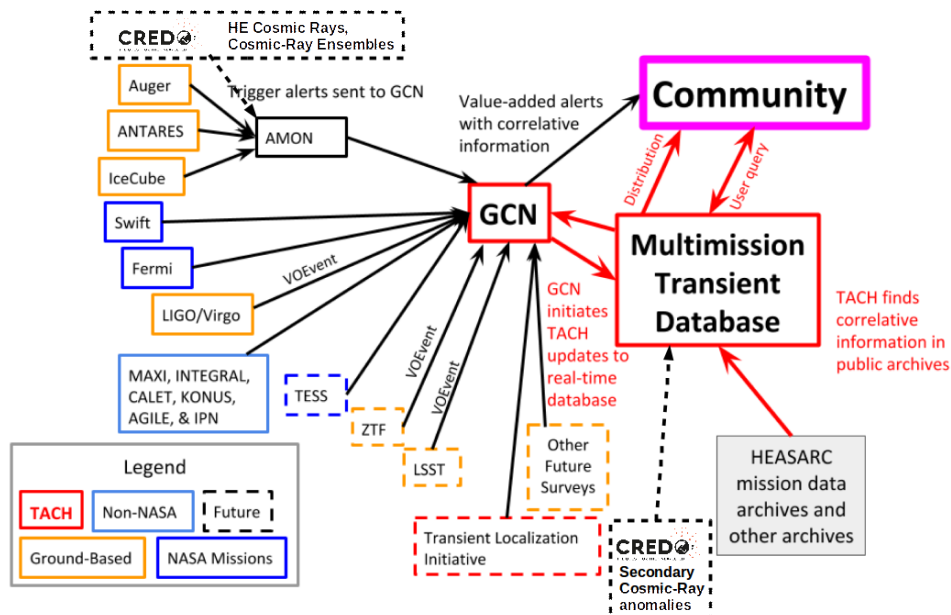 CREDO
HE Cosmic Rays,
Cosmic-Ray Ensembles
Auger
ANTARES
IceCube
AMON
Trigger alerts sent to GCN
Value-added alerts
with correlative
information
Community
Distribution
User query
Swift
Fermi
LIGO/Virgo
VOEvent
GCN
Multimission
Transient
Database
GCN
initiates
TACH
updates to
real-time
database
TACH finds
correlative
information in
public archives
MAXI, INTEGRAL,
CALET, KONUS,
AGILE, & IPN
TESS
ZTF
VOEvent
LSST
VOEvent
Other
Future
Surveys
Transient Localization
Initiative
HEASARC
mission data
archives and
other archives
CREDO
Secondary
Cosmic-Ray
anomalies
Legend
TACH
Non-NASA
Future
Ground-Based
NASA Missions